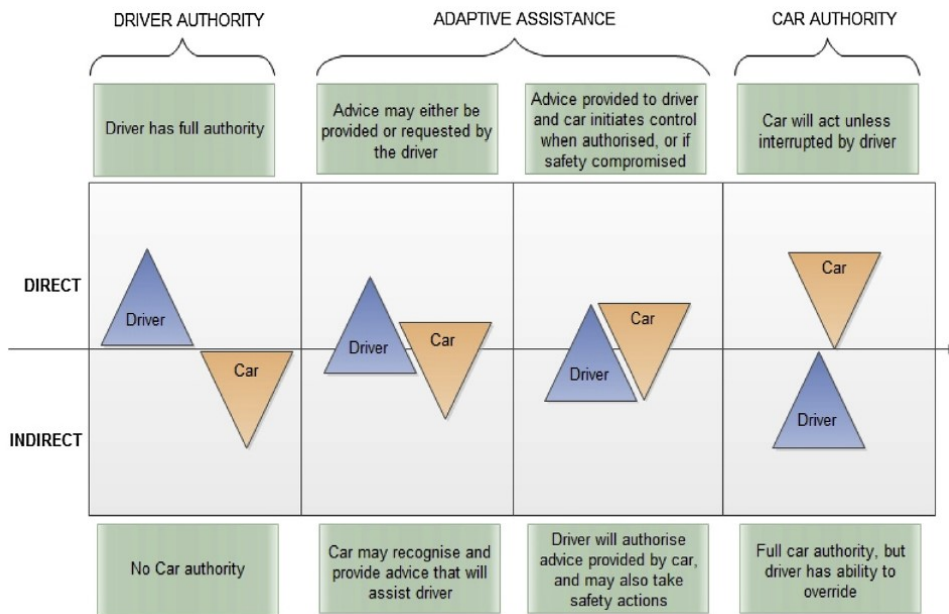 DRIVER AUTHORITY
ADAPTIVE ASSISTANCE
CAR AUTHORITY
Driver has full authority
Advice may either be
provided or requested by
the driver
Advice provided to driver
and car initiates control
when authorised, or if
safety compromised
Car will act unless
interrupted by driver
DIRECT
INDIRECT
Driver
Car
Driver
Car
Driver
Car
Car
Driver
No Car authority
Car may recognise and
provide advice that will
assist driver
Driver will authorise
advice provided by car,
and may also take
safety actions
Full car authority, but
driver has ability to
override